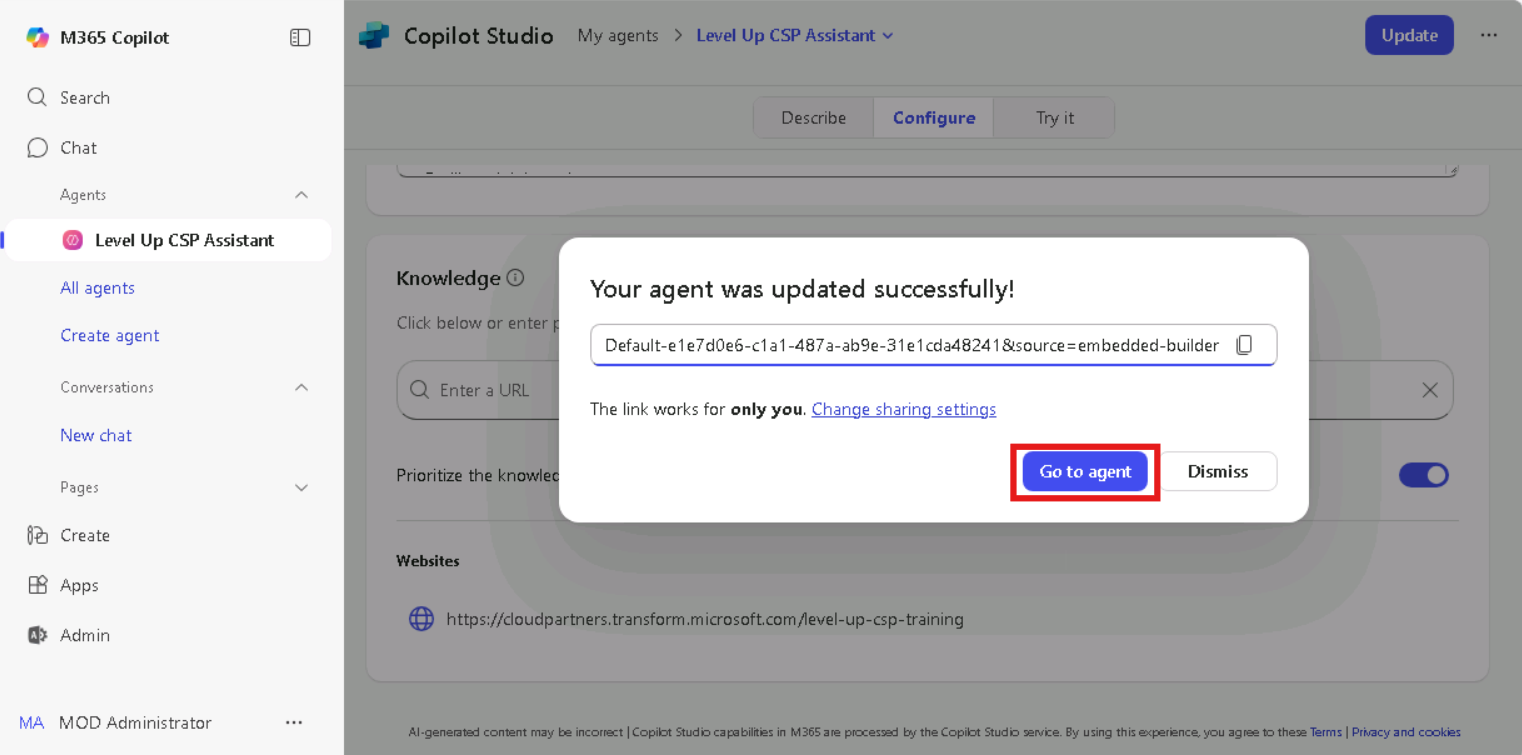 M365 Copilot
Search
Chat
Agents
Level Up CSP Assistant
All agents
Create agent
Conversations
New chat
Pages
Create
Apps
Admin
MA MOD Administrator ...
Copilot Studio My agents > Level Up CSP Assistant
Update ...
Describe Configure Try it
Knowledge
Click below or enter
Enter a URL
Prioritize the
Websites
https://cloudpartners.transform.microsoft.com/level-up-csp-training
Your agent was updated successfully!
Default-e1e7d0e6-c1a1-487a-ab9e-31e1cda48241&source=embedded-builder
The link works for only you. Change sharing settings
Go to agent Dismiss
AI-generated content may be incorrect | Copilot Studio capabilities in M365 are processed by the Copilot Studio service. By using this experience, you agree to these Terms | Privacy and cookies